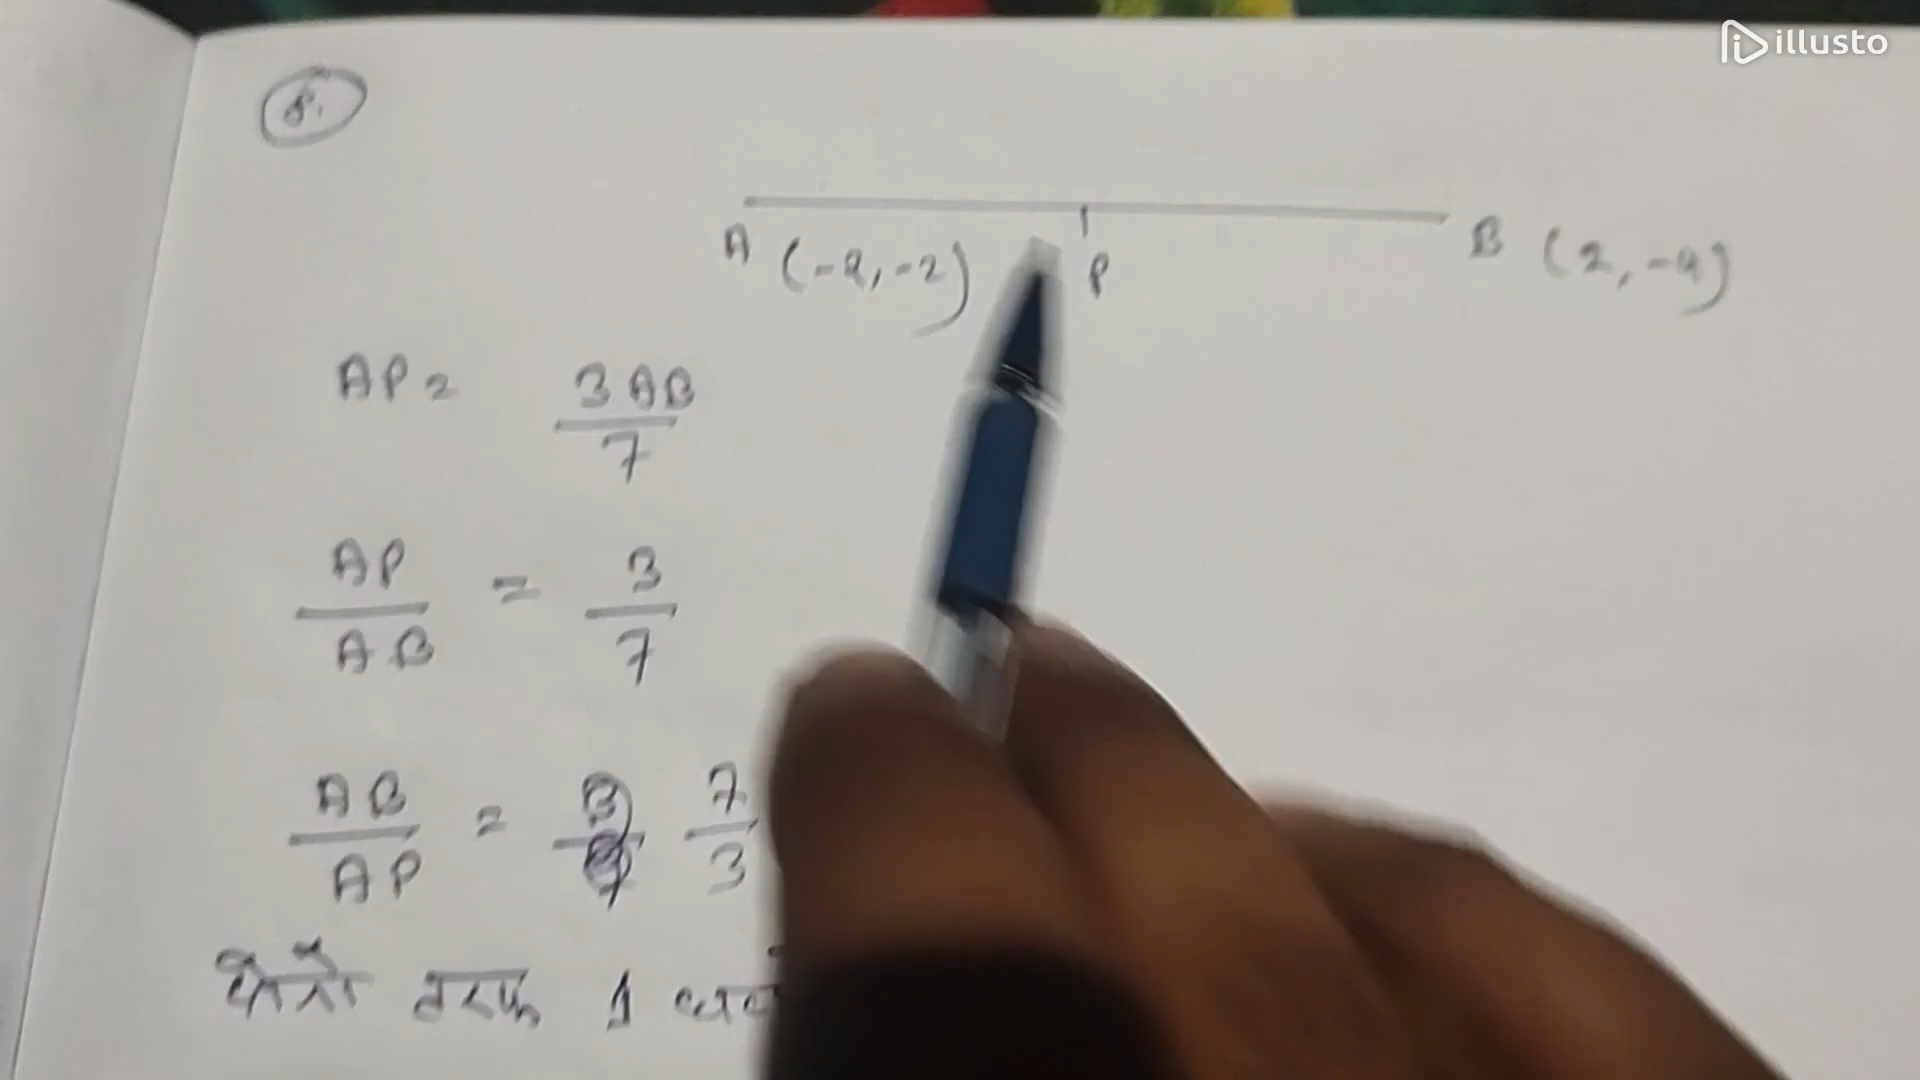 illusto
8.
A (-2, -2) P B (2, -4)
AP = 3AB/7
AP/AB = 3/7
AB/AP = 7/3
दोनों तरफ 1